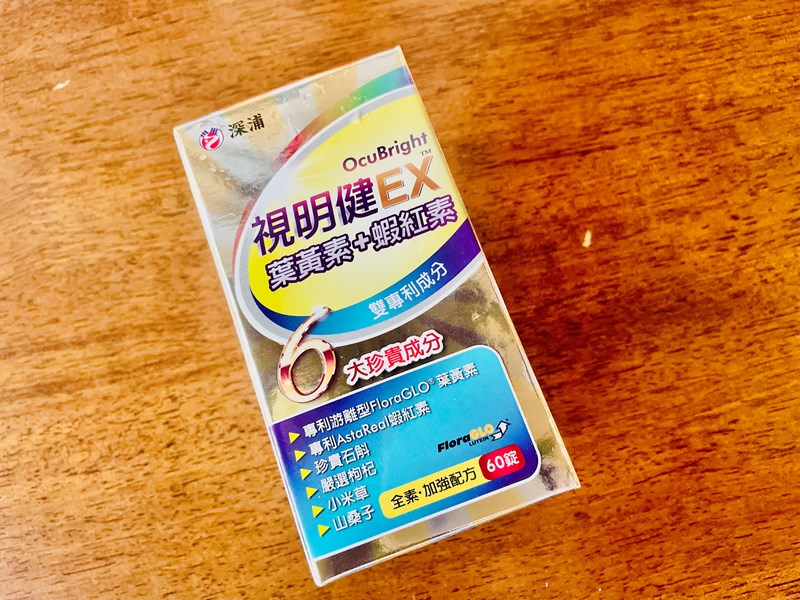 深浦
OcuBright™
視明健EX
葉黃素+蝦紅素
雙專利成分
6大珍貴成分
專利游離型FloraGLO®葉黃素
專利AstaReal蝦紅素
珍貴石斛
嚴選枸杞
小米草
山桑子
FloraGLO
LUTEIN
全素·加強配方 60錠